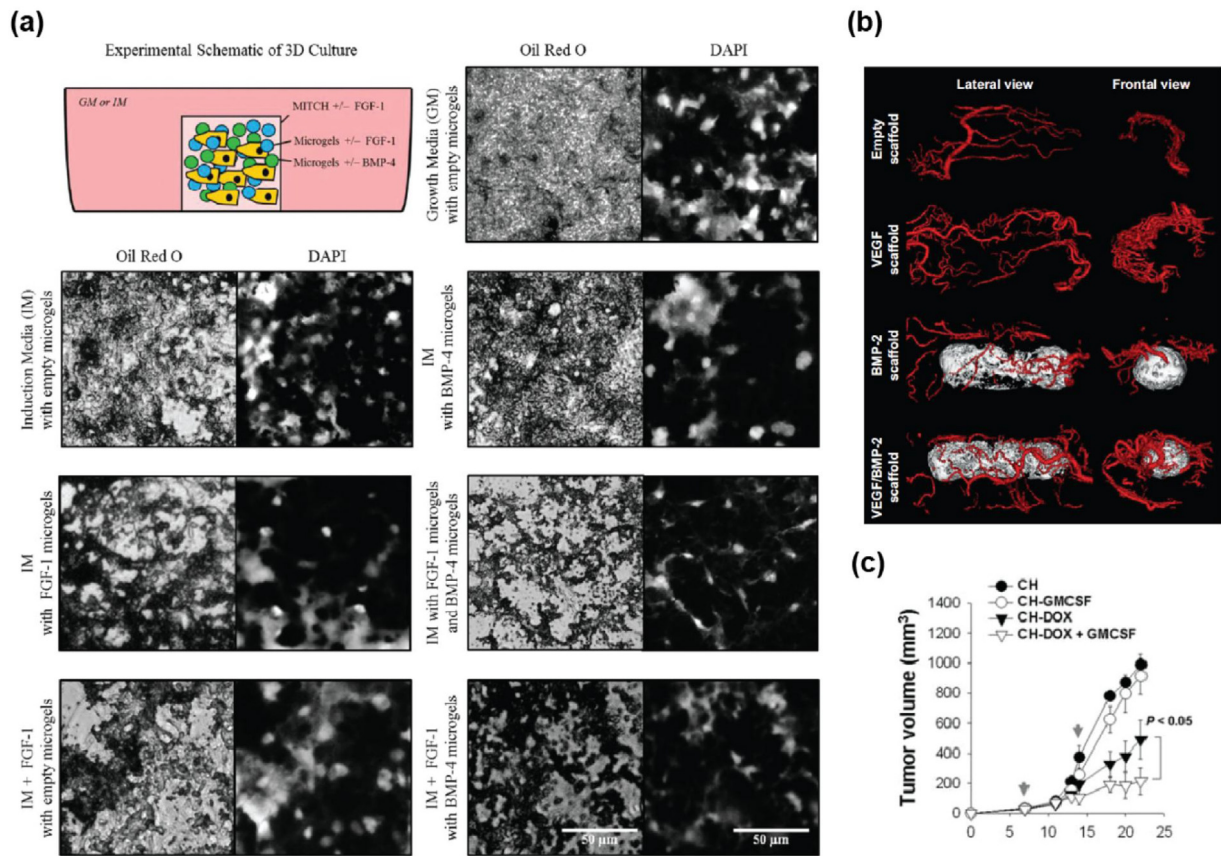 (a)
Experimental Schematic of 3D Culture
GM or IM
MITCH +/− FGF-1
Microgels +/− FGF-1
Microgels +/− BMP-4
Oil Red O
DAPI
Growth Media (GM)
with empty microgels
Oil Red O
DAPI
Induction Media (IM)
with empty microgels
IM
with BMP-4 microgels
IM
with FGF-1 microgels
IM with FGF-1 microgels
and BMP-4 microgels
IM + FGF-1
with empty microgels
IM + FGF-1
with BMP-4 microgels
50 µm
50 µm
(b)
Lateral view
Frontal view
Empty
scaffold
VEGF
scaffold
BMP-2
scaffold
VEGF/BMP-2
scaffold
(c)
CH
CH-GMCSF
CH-DOX
CH-DOX + GMCSF
Tumor volume (mm³)
1400
1200
1000
800
600
400
200
0
P < 0.05
0
5
10
15
20
25